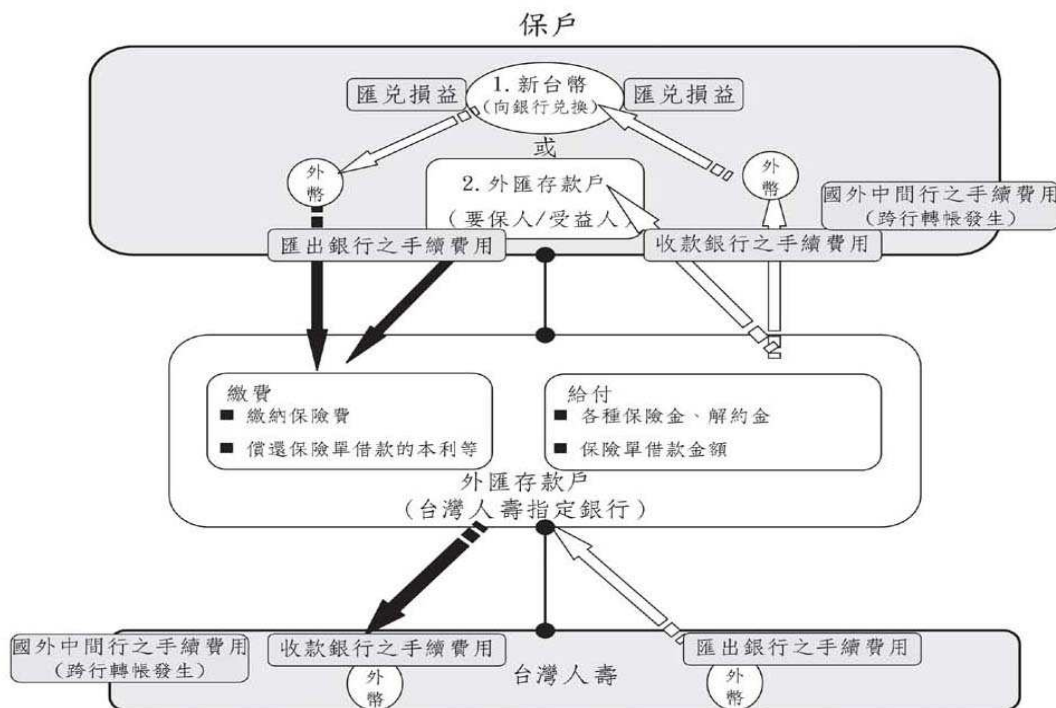 保戶
1.新台幣
(向銀行兌換)
匯兌損益
匯兌損益
或
外幣
2.外匯存款戶
(要保人/受益人)
外幣
國外中間行之手續費用
(跨行轉帳發生)
匯出銀行之手續費用
收款銀行之手續費用
繳費
■ 繳納保險費
■ 償還保險單借款的本利等
給付
■ 各種保險金、解約金
■ 保險單借款金額
外匯存款戶
(台灣人壽指定銀行)
國外中間行之手續費用
(跨行轉帳發生)
收款銀行之手續費用
匯出銀行之手續費用
外幣
台灣人壽
外幣